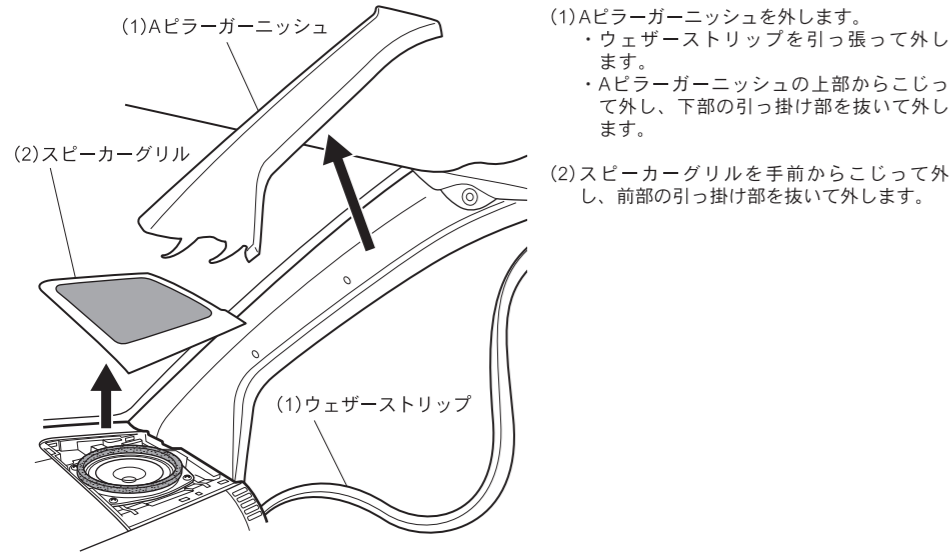 (1)Aピラーガーニッシュ
(2)スピーカーグリル
(1)ウェザーストリップ
(1)Aピラーガーニッシュを外します。
・ウェザーストリップを引っ張って外し
ます。
・Aピラーガーニッシュの上部からこじっ
て外し、下部の引っ掛け部を抜いて外し
ます。
(2)スピーカーグリルを手前からこじって外
し、前部の引っ掛け部を抜いて外します。